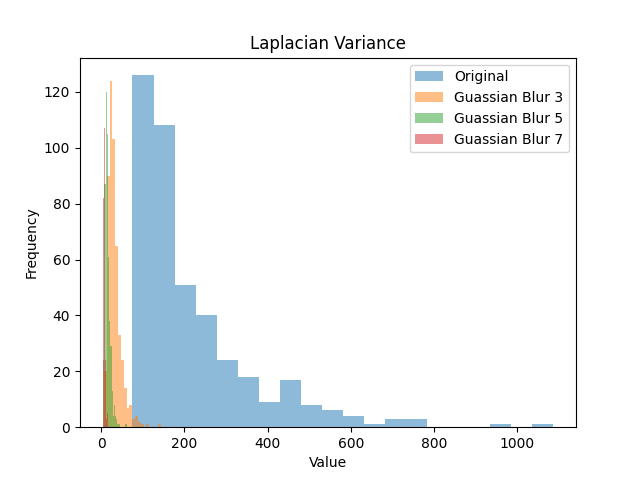 Laplacian Variance
Original
Guassian Blur 3
Guassian Blur 5
Guassian Blur 7
120
100
80
60
40
20
0
Frequency
0 200 400 600 800 1000
Value